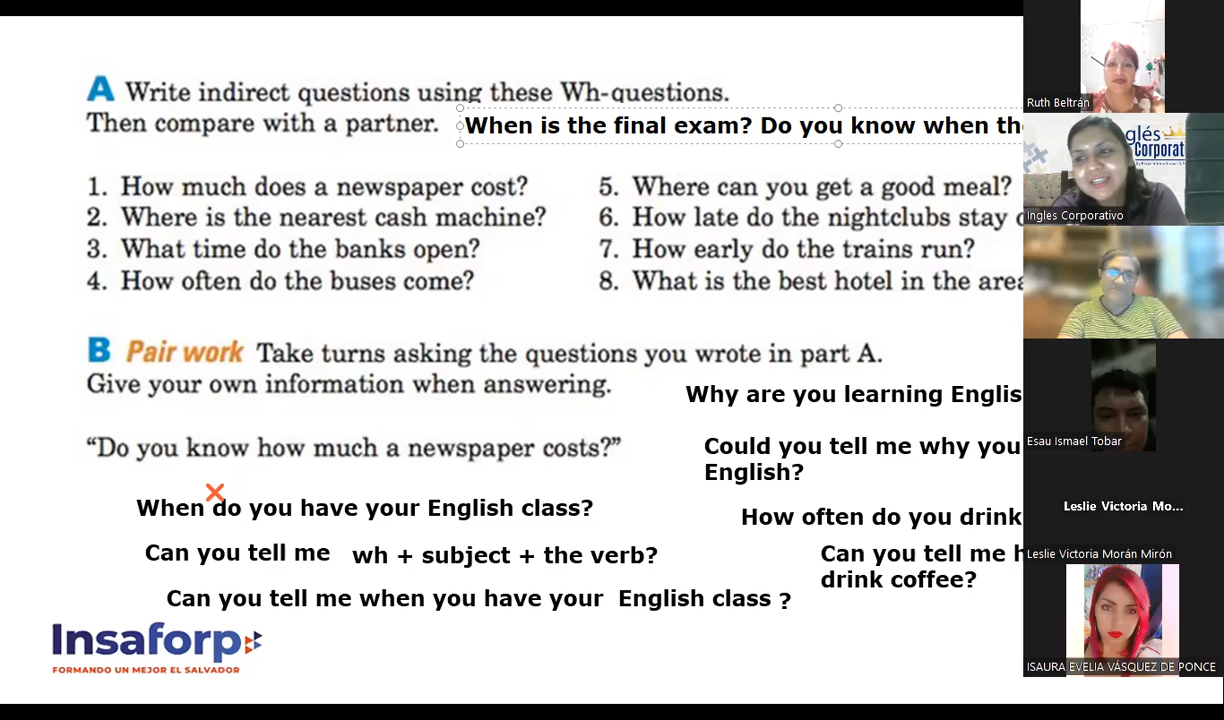 A Write indirect questions using these Wh-questions.
Then compare with a partner.
When is the final exam? Do you know when
1. How much does a newspaper cost?
2. Where is the nearest cash machine?
3. What time do the banks open?
4. How often do the buses come?
5. Where can you get a good meal?
6. How late do the nightclubs stay
7. How early do the trains run?
8. What is the best hotel in the
B Pair work Take turns asking the questions you wrote in part A.
Give your own information when answering.
"Do you know how much a newspaper costs?"
Why are you learning
Could you tell me why you
English?
When do you have your English class?
How often do you drink
Can you tell me
wh + subject + the verb?
Can you tell me
drink coffee?
Can you tell me when you have your English class ?
Insaforp
FORMANDO UN MEJOR EL SALVADOR
Ruth Beltrán
glés
Corporat
Ingles Corporativo
Esau Ismael Tobar
Leslie Victoria Mo...
Leslie Victoria Morán Mirón
ISAURA EVELIA VÁSQUEZ DE PONCE